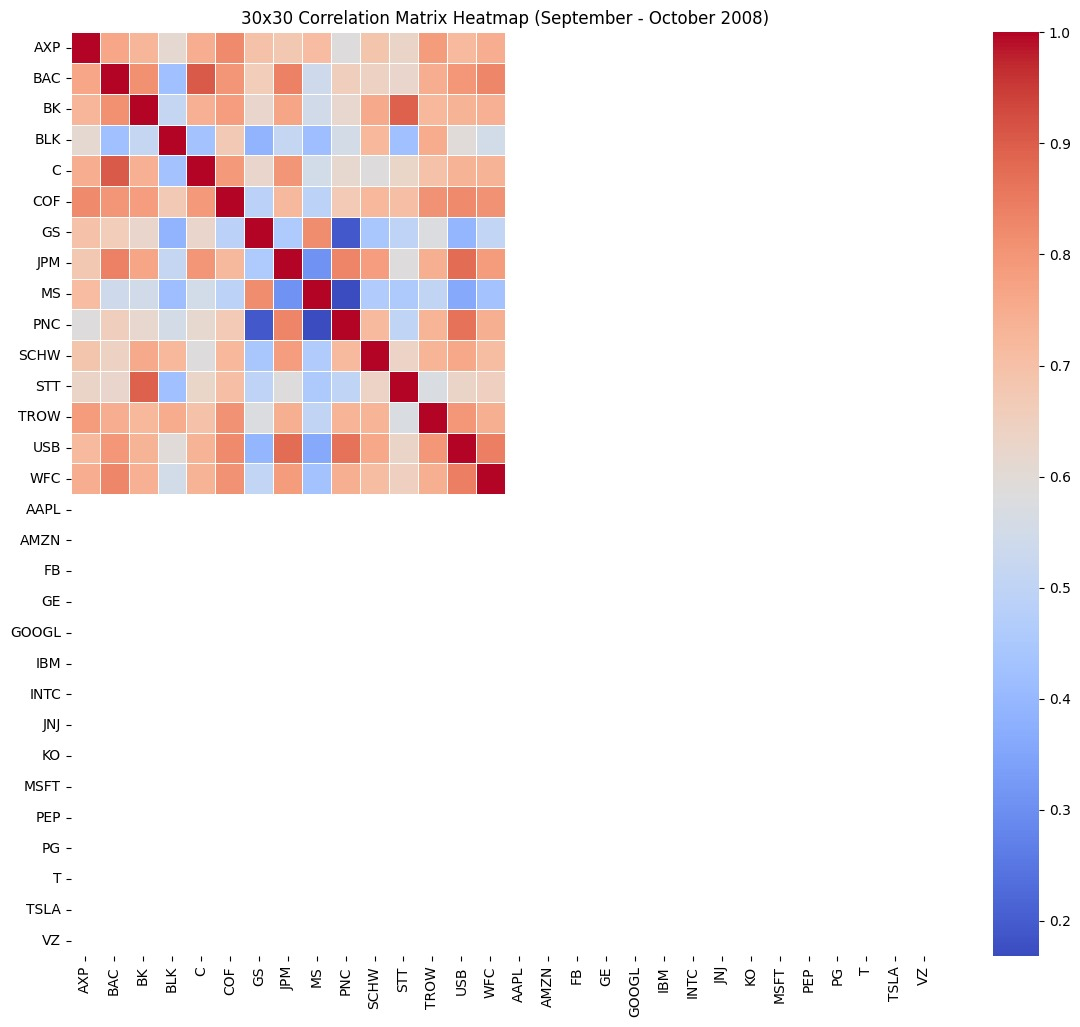 30x30 Correlation Matrix Heatmap (September - October 2008)
AXP
BAC
BK
BLK
C
COF
GS
JPM
MS
PNC
SCHW
STT
TROW
USB
WFC
AAPL
AMZN
FB
GE
GOOGL
IBM
INTC
JNJ
KO
MSFT
PEP
PG
T
TSLA
VZ
AXP BAC BK BLK C COF GS JPM MS PNC SCHW STT TROW USB WFC AAPL AMZN FB GE GOOGL IBM INTC JNJ KO MSFT PEP PG T TSLA VZ
1.0
0.9
0.8
0.7
0.6
0.5
0.4
0.3
0.2